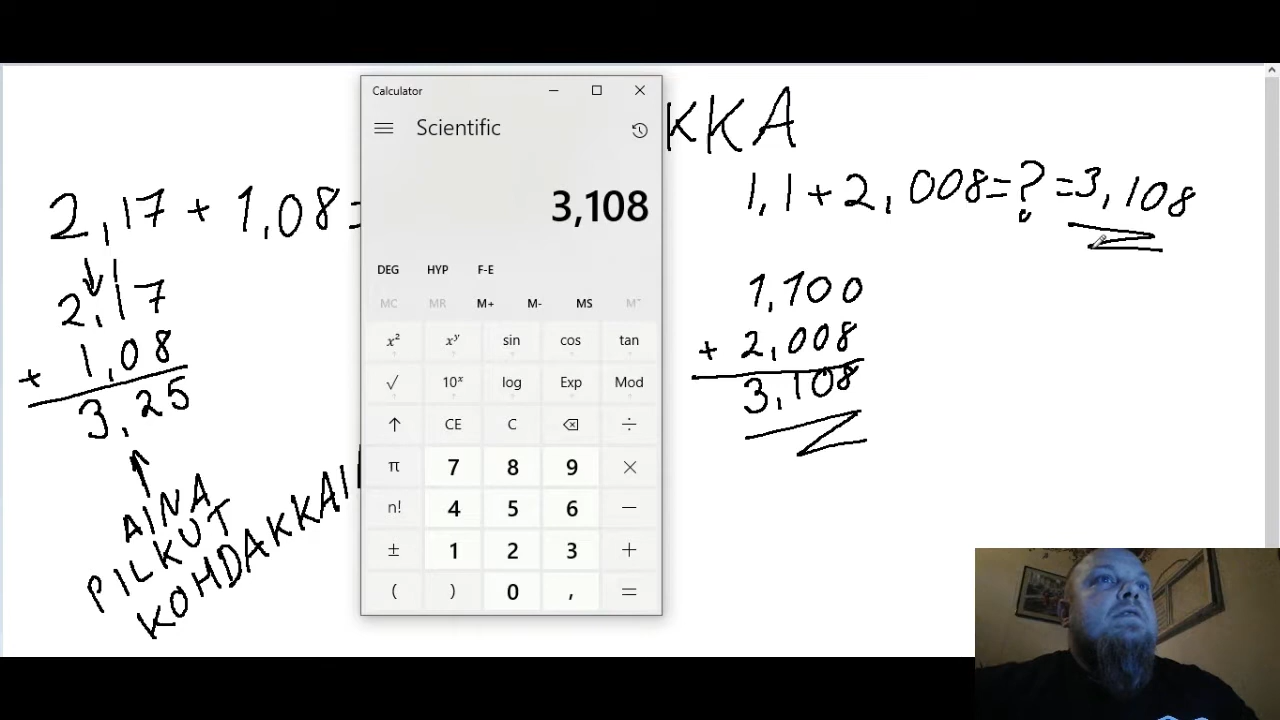 KKA
2,17 + 1,08 =
2,17
+ 1,08
3,25
AINA
PILKUT
KOHDAKKAI
1,1 + 2,008 = ? = 3,108
1,100
+ 2,008
3,108
Calculator
Scientific
3,108
DEG HYP F-E
MC MR M+ M- MS M˅
x² xʸ sin cos tan
√ 10ˣ log Exp Mod
↑ CE C ⌫ ÷
π 7 8 9 ×
n! 4 5 6 −
± 1 2 3 +
( ) 0 , =